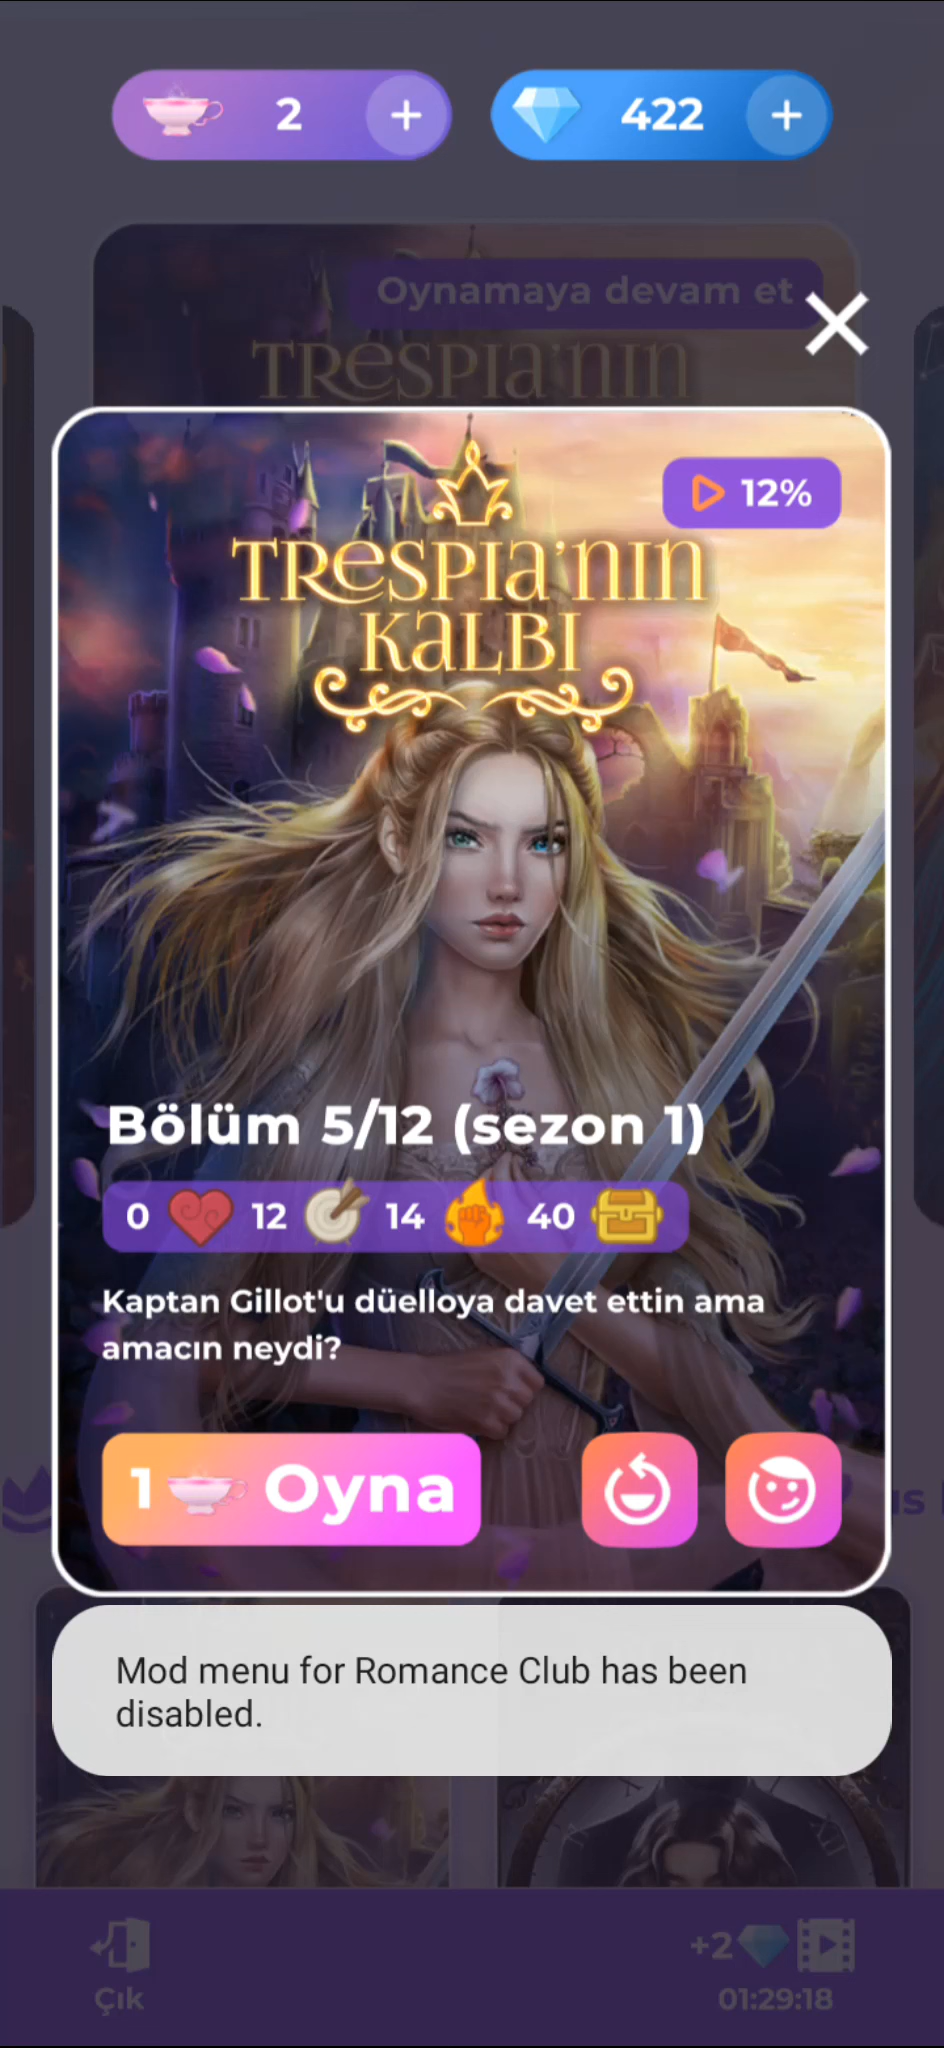 2 +
422 +
Oynamaya devam et
TRESPIA'NIN
12%
TRESPIA'NIN
KALBI
Bölüm 5/12 (sezon 1)
0 12 14 40
Kaptan Gillot'u düelloya davet ettin ama
amacın neydi?
1 Oyna
Mod menu for Romance Club has been
disabled.
+2
Çık
01:29:18